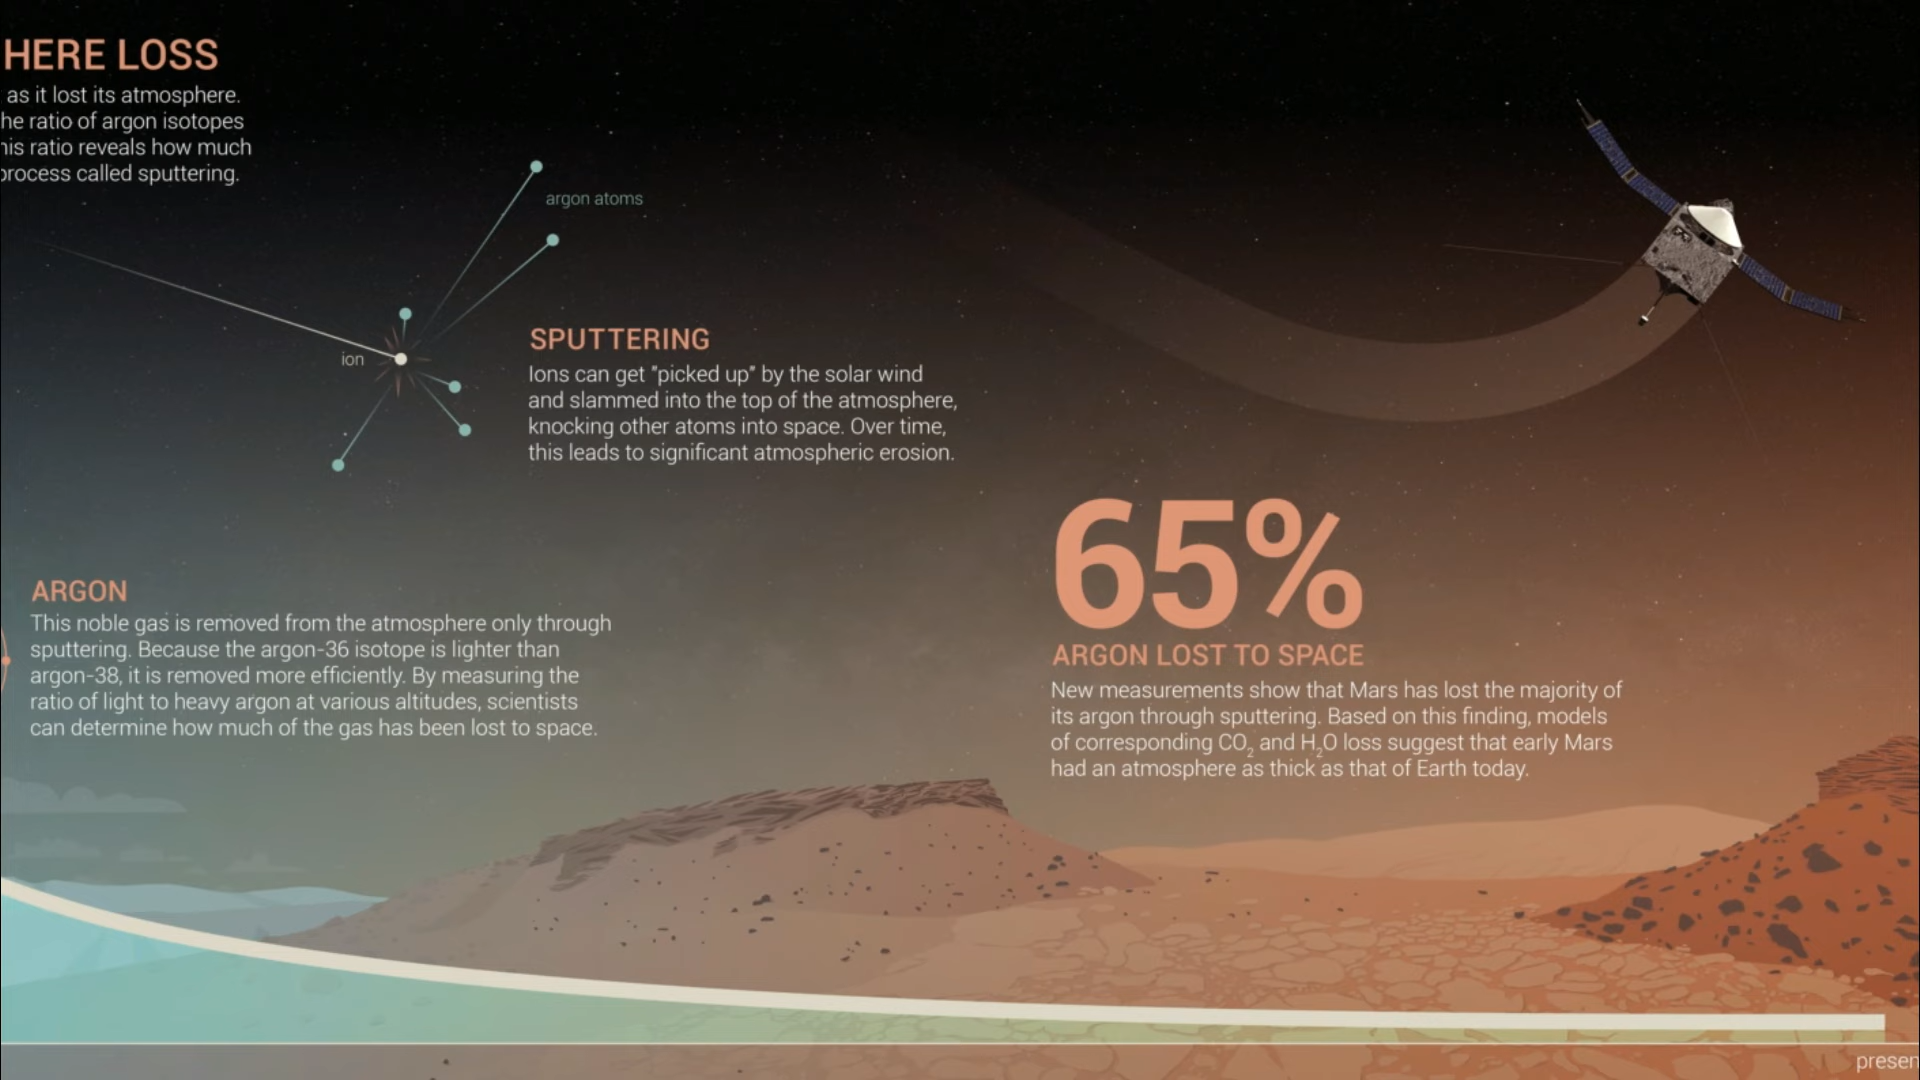 HERE LOSS
as it lost its atmosphere.
he ratio of argon isotopes
his ratio reveals how much
process called sputtering.
argon atoms
ion
SPUTTERING
Ions can get "picked up" by the solar wind
and slammed into the top of the atmosphere,
knocking other atoms into space. Over time,
this leads to significant atmospheric erosion.
ARGON
This noble gas is removed from the atmosphere only through
sputtering. Because the argon-36 isotope is lighter than
argon-38, it is removed more efficiently. By measuring the
ratio of light to heavy argon at various altitudes, scientists
can determine how much of the gas has been lost to space.
65%
ARGON LOST TO SPACE
New measurements show that Mars has lost the majority of
its argon through sputtering. Based on this finding, models
of corresponding CO₂ and H₂O loss suggest that early Mars
had an atmosphere as thick as that of Earth today.
presen